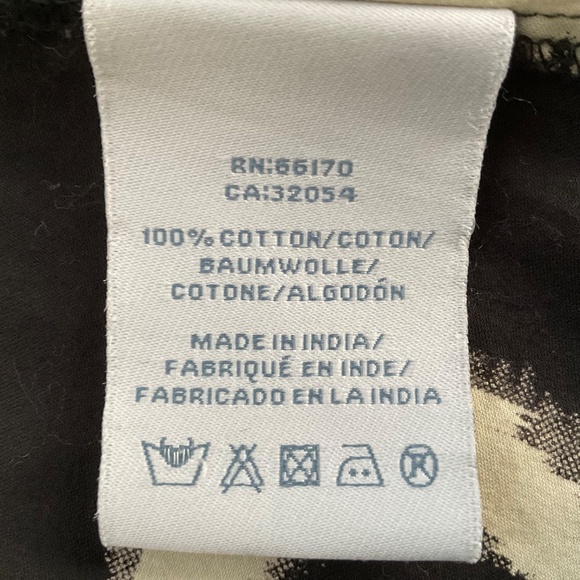 RN:66170
CA:32054
100% COTTON/COTON/
BAUMWOLLE/
COTONE/ALGODÓN
MADE IN INDIA/
FABRIQUÉ EN INDE/
FABRICADO EN LA INDIA
R